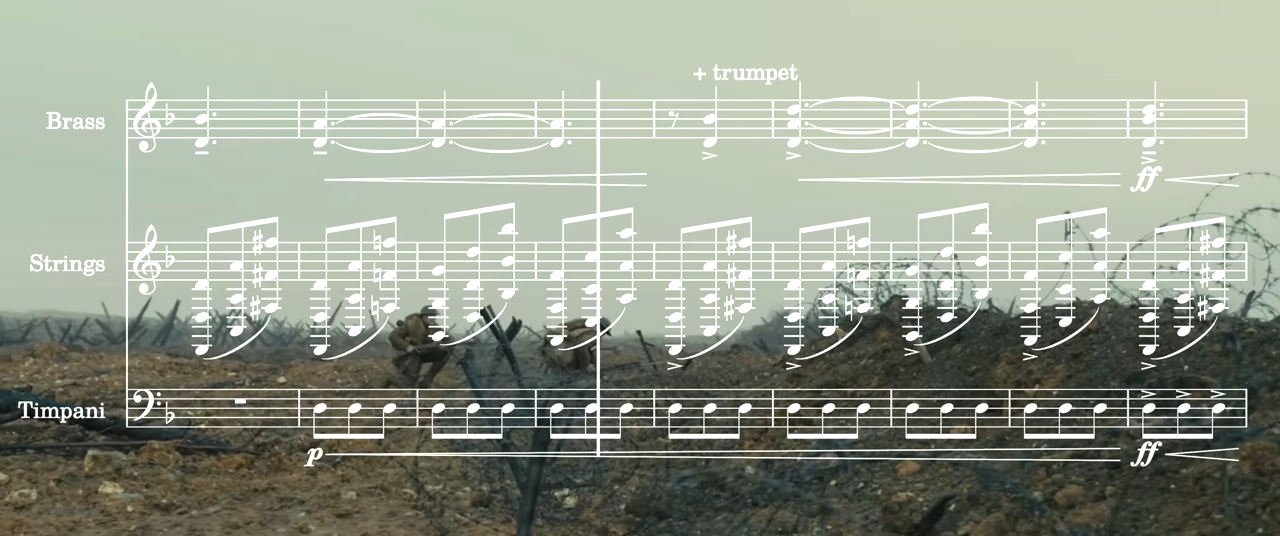 + trumpet
Brass
ff
Strings
Timpani
p ff